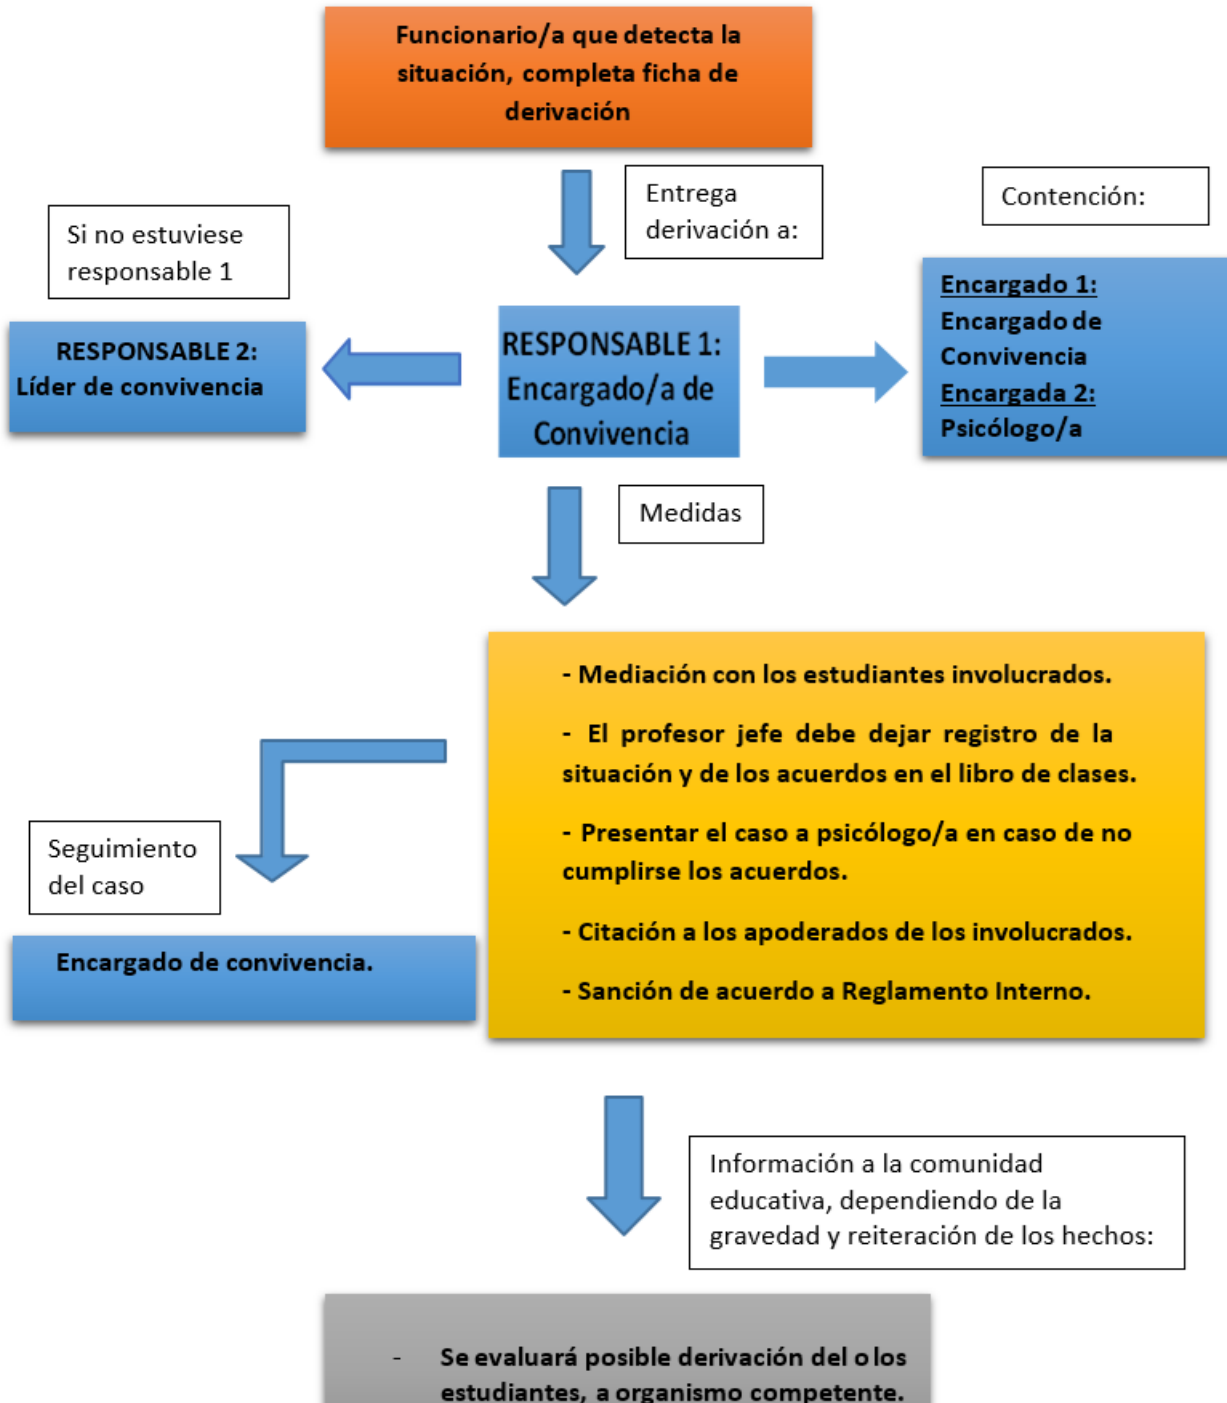 Funcionario/a que detecta la
situación, completa ficha de
derivación
Entrega
derivación a:
Contención:
Si no estuviese
responsable 1
RESPONSABLE 2:
Líder de convivencia
RESPONSABLE 1:
Encargado/a de
Convivencia
Encargado 1:
Encargado de
Convivencia
Encargada 2:
Psicólogo/a
Medidas
- Mediación con los estudiantes involucrados.
- El profesor jefe debe dejar registro de la
situación y de los acuerdos en el libro de clases.
- Presentar el caso a psicólogo/a en caso de no
cumplirse los acuerdos.
- Citación a los apoderados de los involucrados.
- Sanción de acuerdo a Reglamento Interno.
Seguimiento
del caso
Encargado de convivencia.
Información a la comunidad
educativa, dependiendo de la
gravedad y reiteración de los hechos:
- Se evaluará posible derivación del o los
estudiantes, a organismo competente.